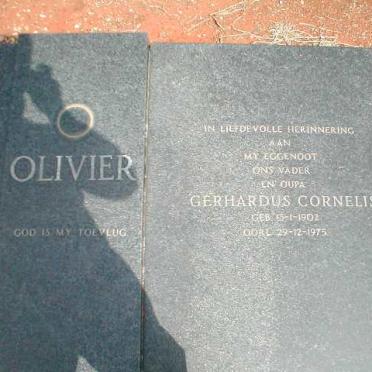 OLIVIER
GOD IS MY TOEVLUG
IN LIEFDEVOLLE HERINNERING
AAN
MY EGGENOOT
ONS VADER
EN OUPA
GERHARDUS CORNELIS
GEB. 15-1-1902
OORL. 29-12-1975